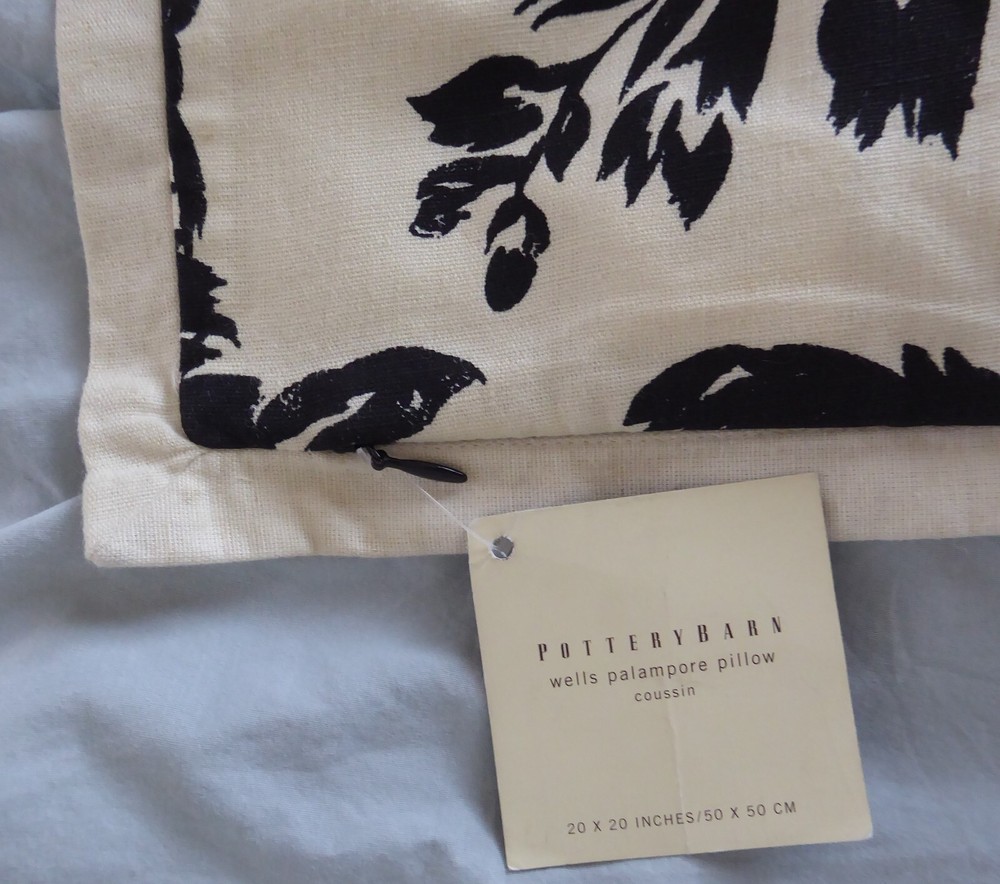 POTTERYBARN
wells palampore pillow
coussin
20 X 20 INCHES/50 X 50 CM